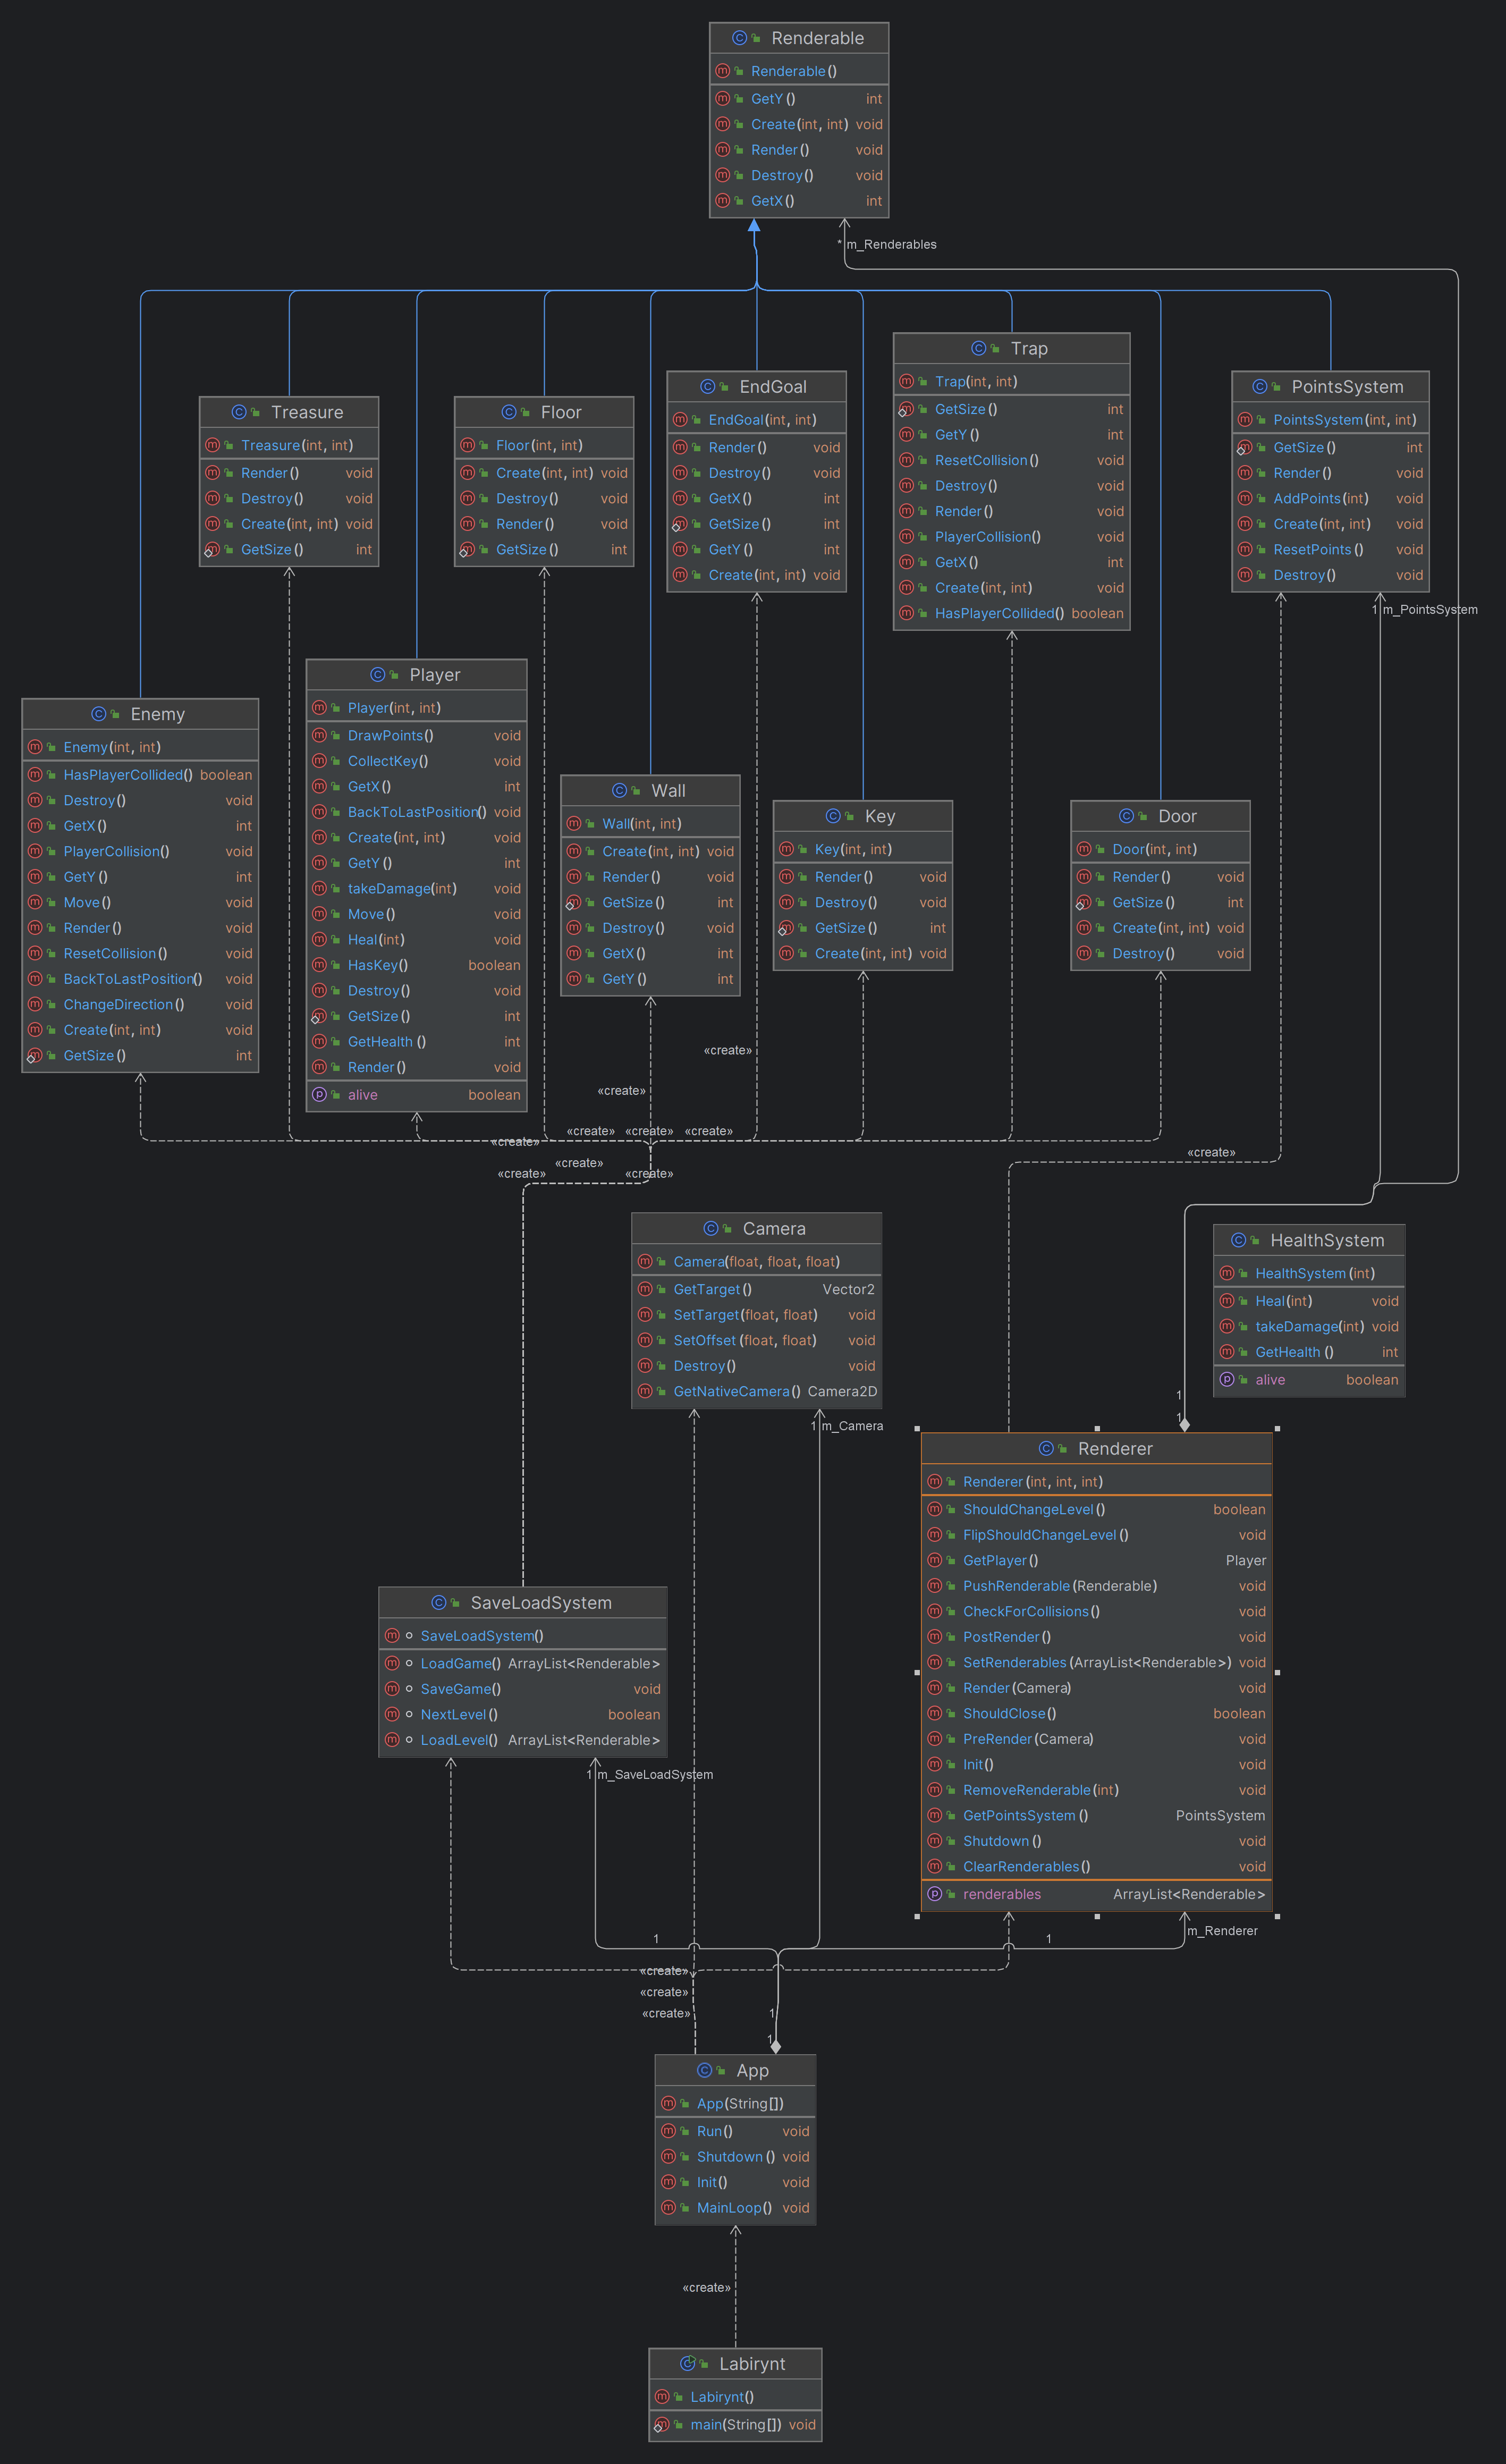 Renderable
Renderable()
GetY() int
Create(int, int) void
Render() void
Destroy() void
GetX() int
* m_Renderables
Treasure
Treasure(int, int)
Render() void
Destroy() void
Create(int, int) void
GetSize() int
Floor
Floor(int, int)
Create(int, int) void
Destroy() void
Render() void
GetSize() int
EndGoal
EndGoal(int, int)
Render() void
Destroy() void
GetX() int
GetSize() int
GetY() int
Create(int, int) void
Trap
Trap(int, int)
GetSize() int
GetY() int
ResetCollision() void
Destroy() void
Render() void
PlayerCollision() void
GetX() int
Create(int, int) void
HasPlayerCollided() boolean
PointsSystem
PointsSystem(int, int)
GetSize() int
Render() void
AddPoints(int) void
Create(int, int) void
ResetPoints() void
Destroy() void
1 m_PointsSystem
Enemy
Enemy(int, int)
HasPlayerCollided() boolean
Destroy() void
GetX() int
PlayerCollision() void
GetY() int
Move() void
Render() void
ResetCollision() void
BackToLastPosition() void
ChangeDirection() void
Create(int, int) void
GetSize() int
Player
Player(int, int)
DrawPoints() void
CollectKey() void
GetX() int
BackToLastPosition() void
Create(int, int) void
GetY() int
takeDamage(int) void
Move() void
Heal(int) void
HasKey() boolean
Destroy() void
GetSize() int
GetHealth() int
Render() void
alive boolean
Wall
Wall(int, int)
Create(int, int) void
Render() void
GetSize() int
Destroy() void
GetX() int
GetY() int
Key
Key(int, int)
Render() void
Destroy() void
GetSize() int
Create(int, int) void
Door
Door(int, int)
Render() void
GetSize() int
Create(int, int) void
Destroy() void
«create»
«create»
«create» «create» «create»
«create»
«create»
«create»
«create» «create»
Camera
Camera(float, float, float)
GetTarget() Vector2
SetTarget(float, float) void
SetOffset(float, float) void
Destroy() void
GetNativeCamera() Camera2D
1 m_Camera
HealthSystem
HealthSystem(int)
Heal(int) void
takeDamage(int) void
GetHealth() int
alive boolean
1
1
Renderer
Renderer(int, int, int)
ShouldChangeLevel() boolean
FlipShouldChangeLevel() void
GetPlayer() Player
PushRenderable(Renderable) void
CheckForCollisions() void
PostRender() void
SetRenderables(ArrayList<Renderable>) void
Render(Camera) void
ShouldClose() boolean
PreRender(Camera) void
Init() void
RemoveRenderable(int) void
GetPointsSystem() PointsSystem
Shutdown() void
ClearRenderables() void
renderables ArrayList<Renderable>
m_Renderer
SaveLoadSystem
SaveLoadSystem()
LoadGame() ArrayList<Renderable>
SaveGame() void
NextLevel() boolean
LoadLevel() ArrayList<Renderable>
1 m_SaveLoadSystem
1
1
«create»
«create»
«create»
1
1
App
App(String[])
Run() void
Shutdown() void
Init() void
MainLoop() void
«create»
Labirynt
Labirynt()
main(String[]) void